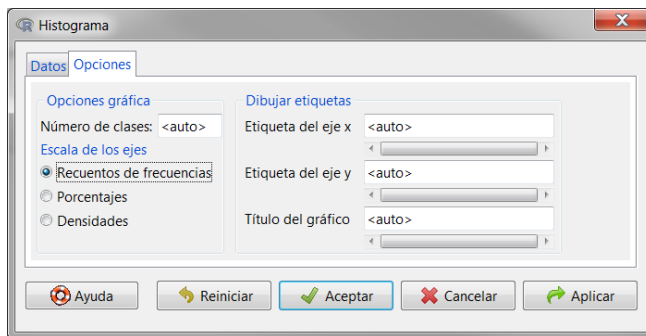 Histograma
Datos Opciones
Opciones gráfica
Número de clases: <auto>
Escala de los ejes
Recuentos de frecuencias
Porcentajes
Densidades
Dibujar etiquetas
Etiqueta del eje x <auto>
Etiqueta del eje y <auto>
Título del gráfico <auto>
Ayuda Reiniciar Aceptar Cancelar Aplicar